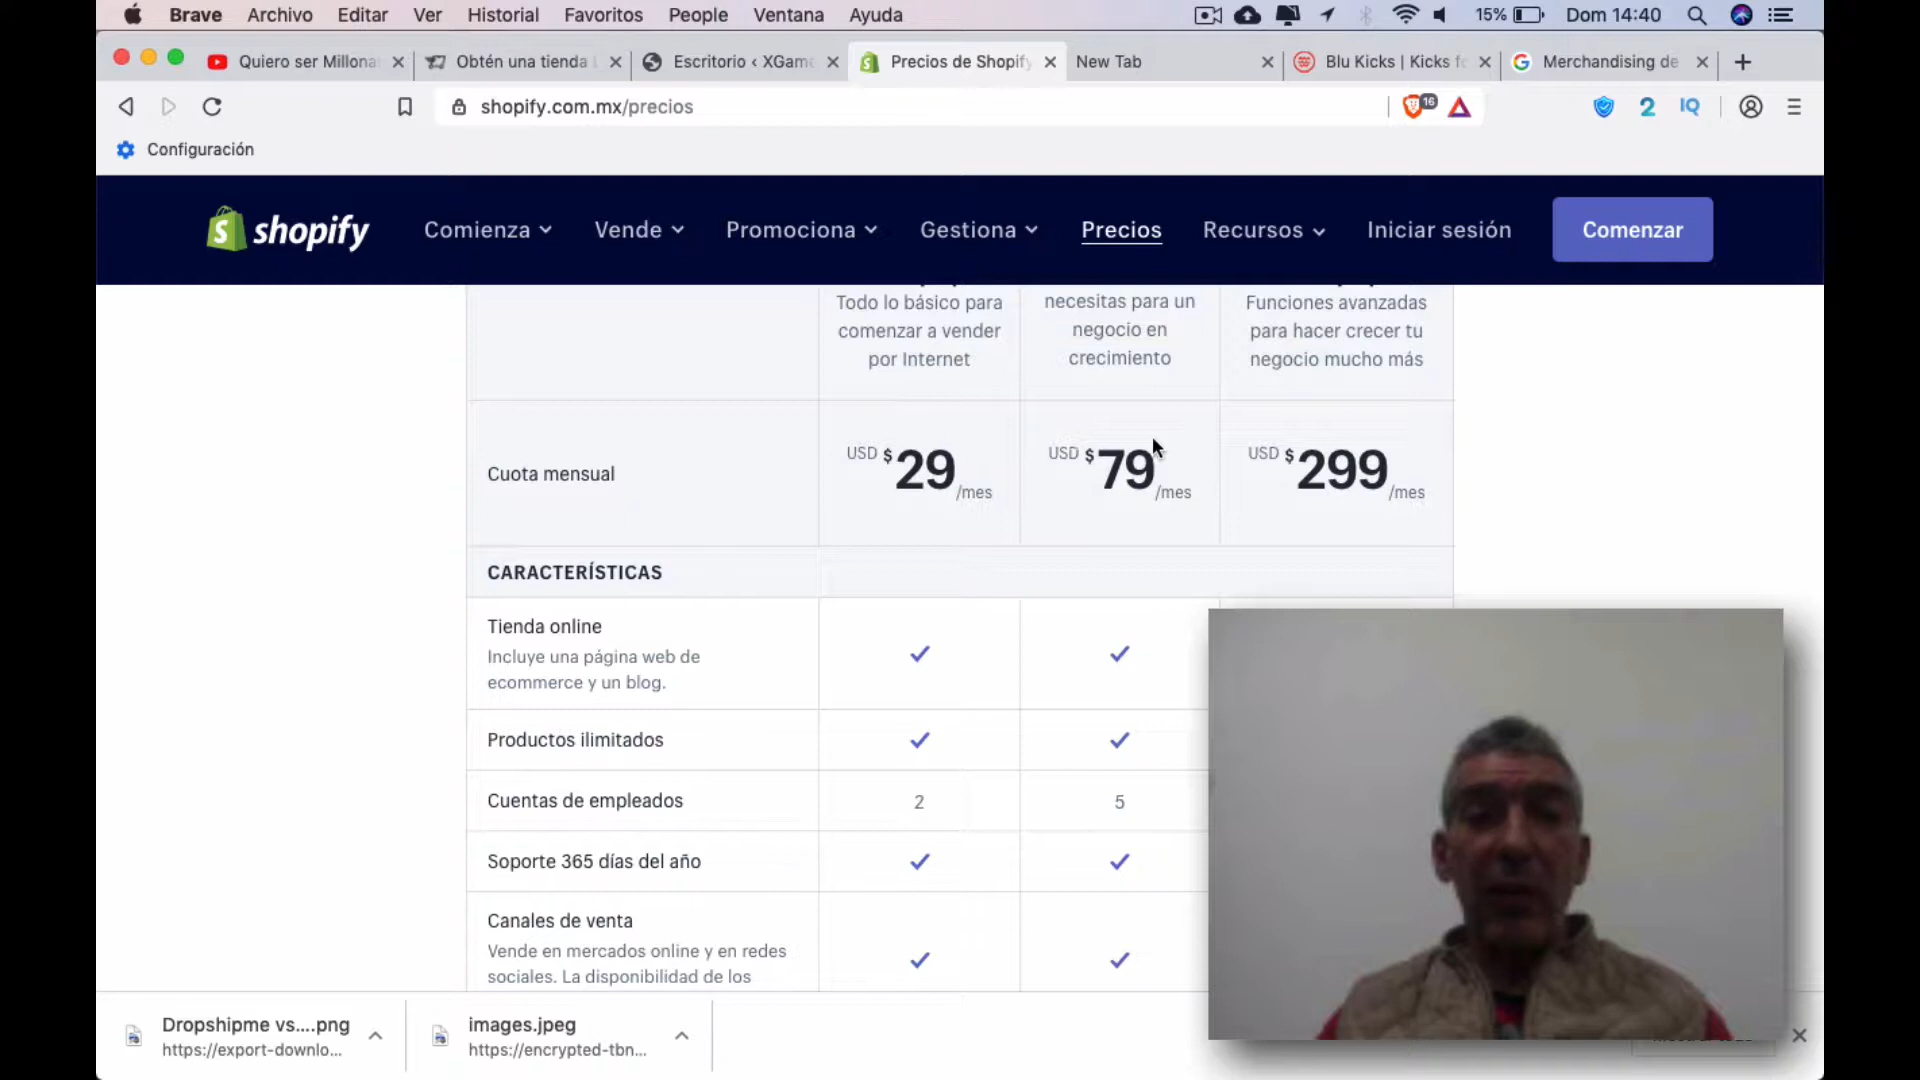 Brave Archivo Editar Ver Historial Favoritos People Ventana Ayuda 15% Dom 14:40
Quiero ser Millona
Obtén una tienda
Escritorio ‹ XGam
Precios de Shopify
New Tab
Blu Kicks | Kicks f
Merchandising de
shopify.com.mx/precios
16
2
IQ
Configuración
shopify
Comienza Vende Promociona Gestiona Precios Recursos Iniciar sesión Comenzar
Todo lo básico para
comenzar a vender
por Internet
necesitas para un
negocio en
crecimiento
Funciones avanzadas
para hacer crecer tu
negocio mucho más
Cuota mensual
USD $29/mes
USD $79/mes
USD $299/mes
CARACTERÍSTICAS
Tienda online
Incluye una página web de
ecommerce y un blog.
Productos ilimitados
Cuentas de empleados 2 5
Soporte 365 días del año
Canales de venta
Vende en mercados online y en redes
sociales. La disponibilidad de los
Dropshipme vs....png
https://export-downlo...
images.jpeg
https://encrypted-tbn...